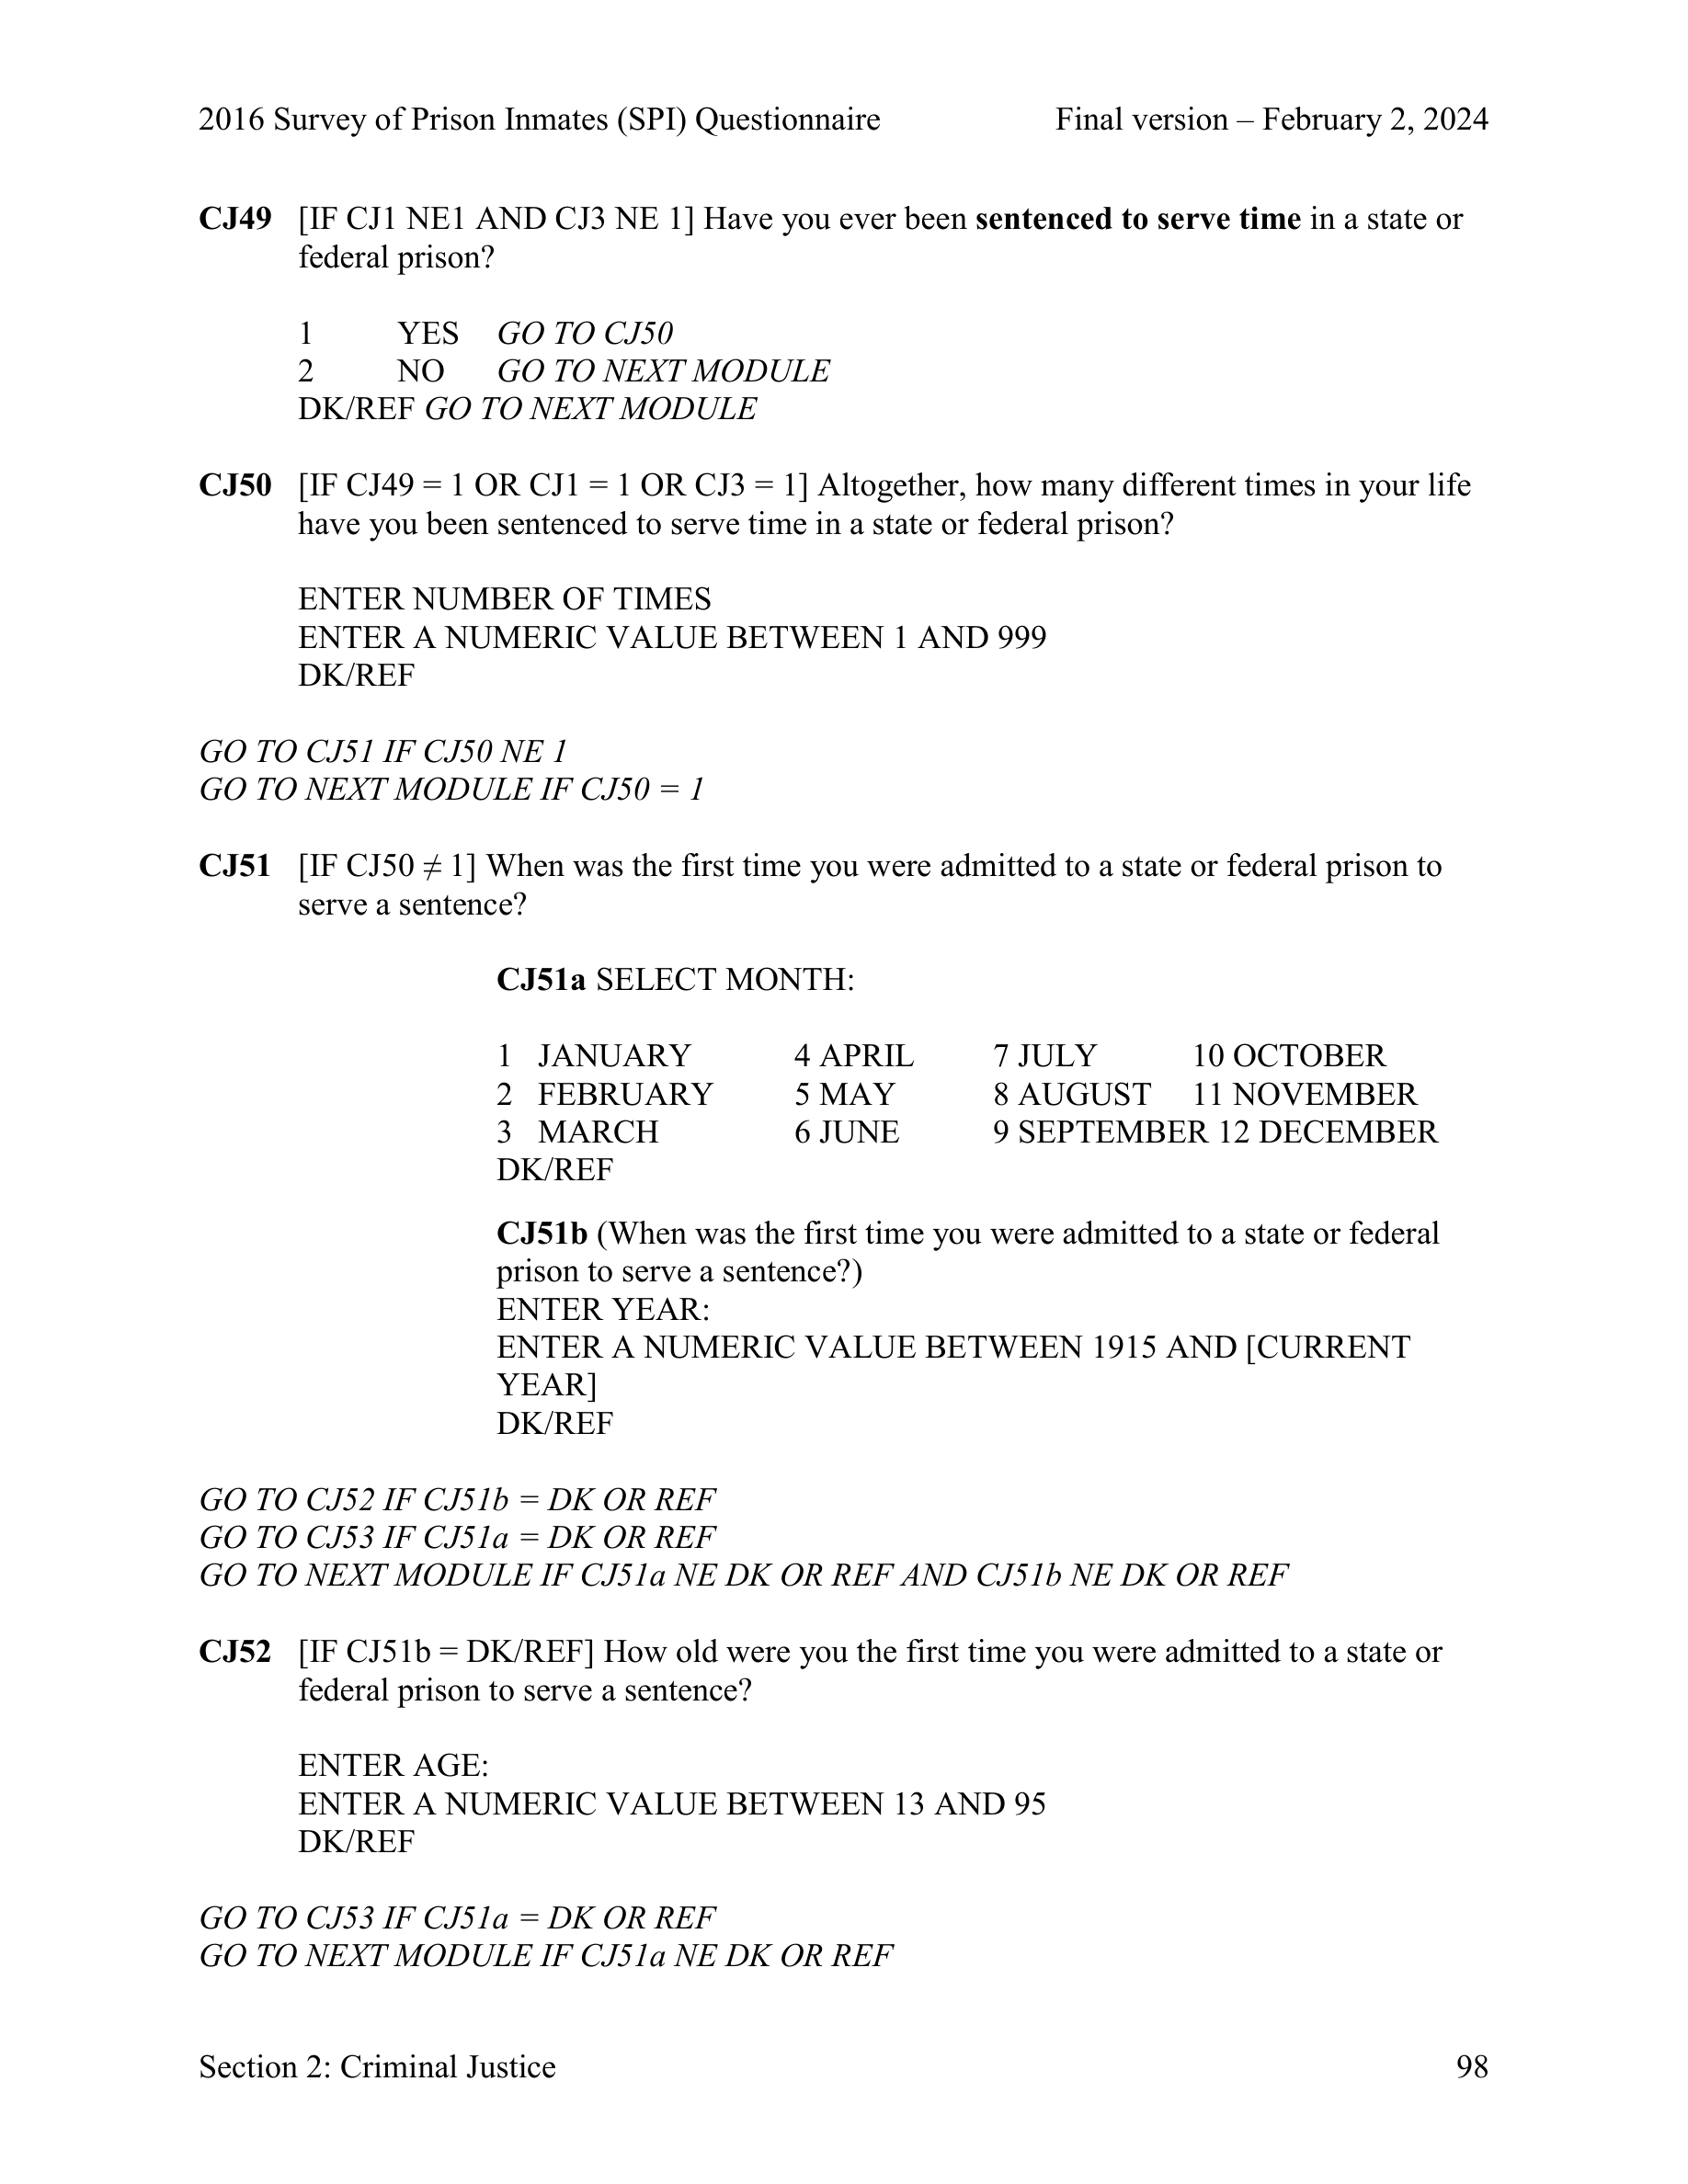 2016 Survey of Prison Inmates (SPI) Questionnaire Final version – February 2, 2024
CJ49 [IF CJ1 NE1 AND CJ3 NE 1] Have you ever been sentenced to serve time in a state or
federal prison?
1 YES GO TO CJ50
2 NO GO TO NEXT MODULE
DK/REF GO TO NEXT MODULE
CJ50 [IF CJ49 = 1 OR CJ1 = 1 OR CJ3 = 1] Altogether, how many different times in your life
have you been sentenced to serve time in a state or federal prison?
ENTER NUMBER OF TIMES
ENTER A NUMERIC VALUE BETWEEN 1 AND 999
DK/REF
GO TO CJ51 IF CJ50 NE 1
GO TO NEXT MODULE IF CJ50 = 1
CJ51 [IF CJ50 ≠ 1] When was the first time you were admitted to a state or federal prison to
serve a sentence?
CJ51a SELECT MONTH:
1 JANUARY 4 APRIL 7 JULY 10 OCTOBER
2 FEBRUARY 5 MAY 8 AUGUST 11 NOVEMBER
3 MARCH 6 JUNE 9 SEPTEMBER 12 DECEMBER
DK/REF
CJ51b (When was the first time you were admitted to a state or federal
prison to serve a sentence?)
ENTER YEAR:
ENTER A NUMERIC VALUE BETWEEN 1915 AND [CURRENT
YEAR]
DK/REF
GO TO CJ52 IF CJ51b = DK OR REF
GO TO CJ53 IF CJ51a = DK OR REF
GO TO NEXT MODULE IF CJ51a NE DK OR REF AND CJ51b NE DK OR REF
CJ52 [IF CJ51b = DK/REF] How old were you the first time you were admitted to a state or
federal prison to serve a sentence?
ENTER AGE:
ENTER A NUMERIC VALUE BETWEEN 13 AND 95
DK/REF
GO TO CJ53 IF CJ51a = DK OR REF
GO TO NEXT MODULE IF CJ51a NE DK OR REF
Section 2: Criminal Justice 98